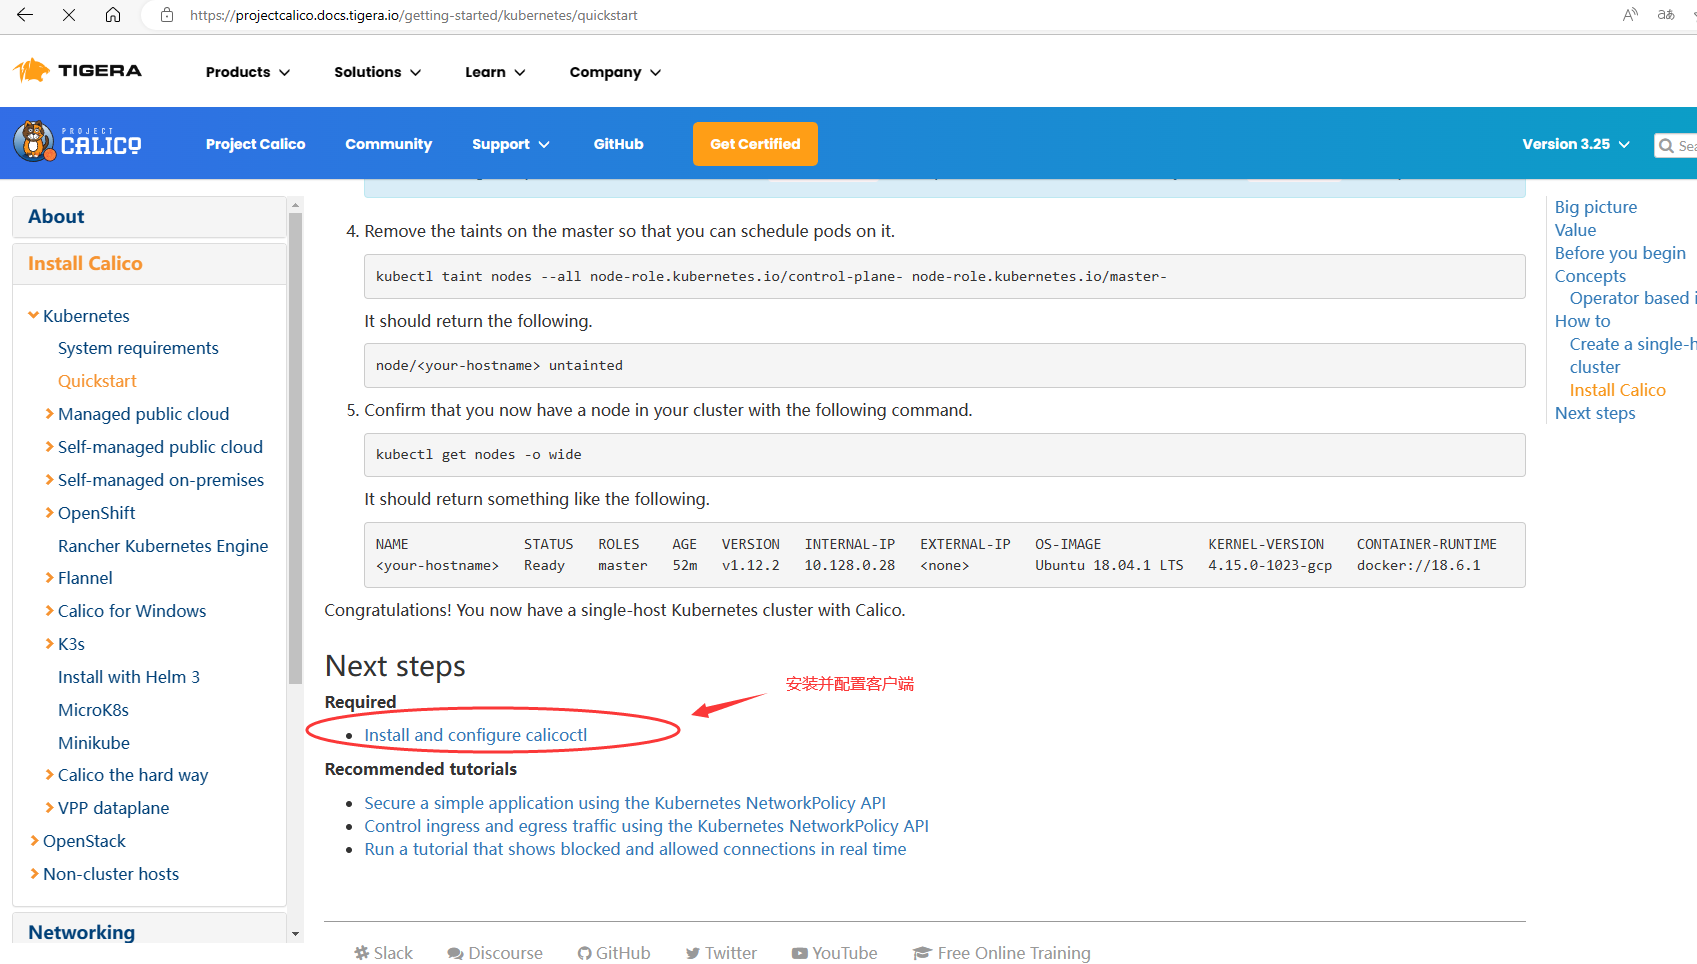 https://projectcalico.docs.tigera.io/getting-started/kubernetes/quickstart
TIGERA
Products
Solutions
Learn
Company
PROJECT
CALICO
Project Calico
Community
Support
GitHub
Get Certified
Version 3.25
About
Install Calico
Kubernetes
System requirements
Quickstart
Managed public cloud
Self-managed public cloud
Self-managed on-premises
OpenShift
Rancher Kubernetes Engine
Flannel
Calico for Windows
K3s
Install with Helm 3
MicroK8s
Minikube
Calico the hard way
VPP dataplane
OpenStack
Non-cluster hosts
Networking
4. Remove the taints on the master so that you can schedule pods on it.
kubectl taint nodes --all node-role.kubernetes.io/control-plane- node-role.kubernetes.io/master-
It should return the following.
node/<your-hostname> untainted
5. Confirm that you now have a node in your cluster with the following command.
kubectl get nodes -o wide
It should return something like the following.
NAME STATUS ROLES AGE VERSION INTERNAL-IP EXTERNAL-IP OS-IMAGE KERNEL-VERSION CONTAINER-RUNTIME
<your-hostname> Ready master 52m v1.12.2 10.128.0.28 <none> Ubuntu 18.04.1 LTS 4.15.0-1023-gcp docker://18.6.1
Congratulations! You now have a single-host Kubernetes cluster with Calico.
Next steps
安装并配置客户端
Required
Install and configure calicoctl
Recommended tutorials
Secure a simple application using the Kubernetes NetworkPolicy API
Control ingress and egress traffic using the Kubernetes NetworkPolicy API
Run a tutorial that shows blocked and allowed connections in real time
Big picture
Value
Before you begin
Concepts
Operator based
How to
Create a single-h
cluster
Install Calico
Next steps
Slack
Discourse
GitHub
Twitter
YouTube
Free Online Training